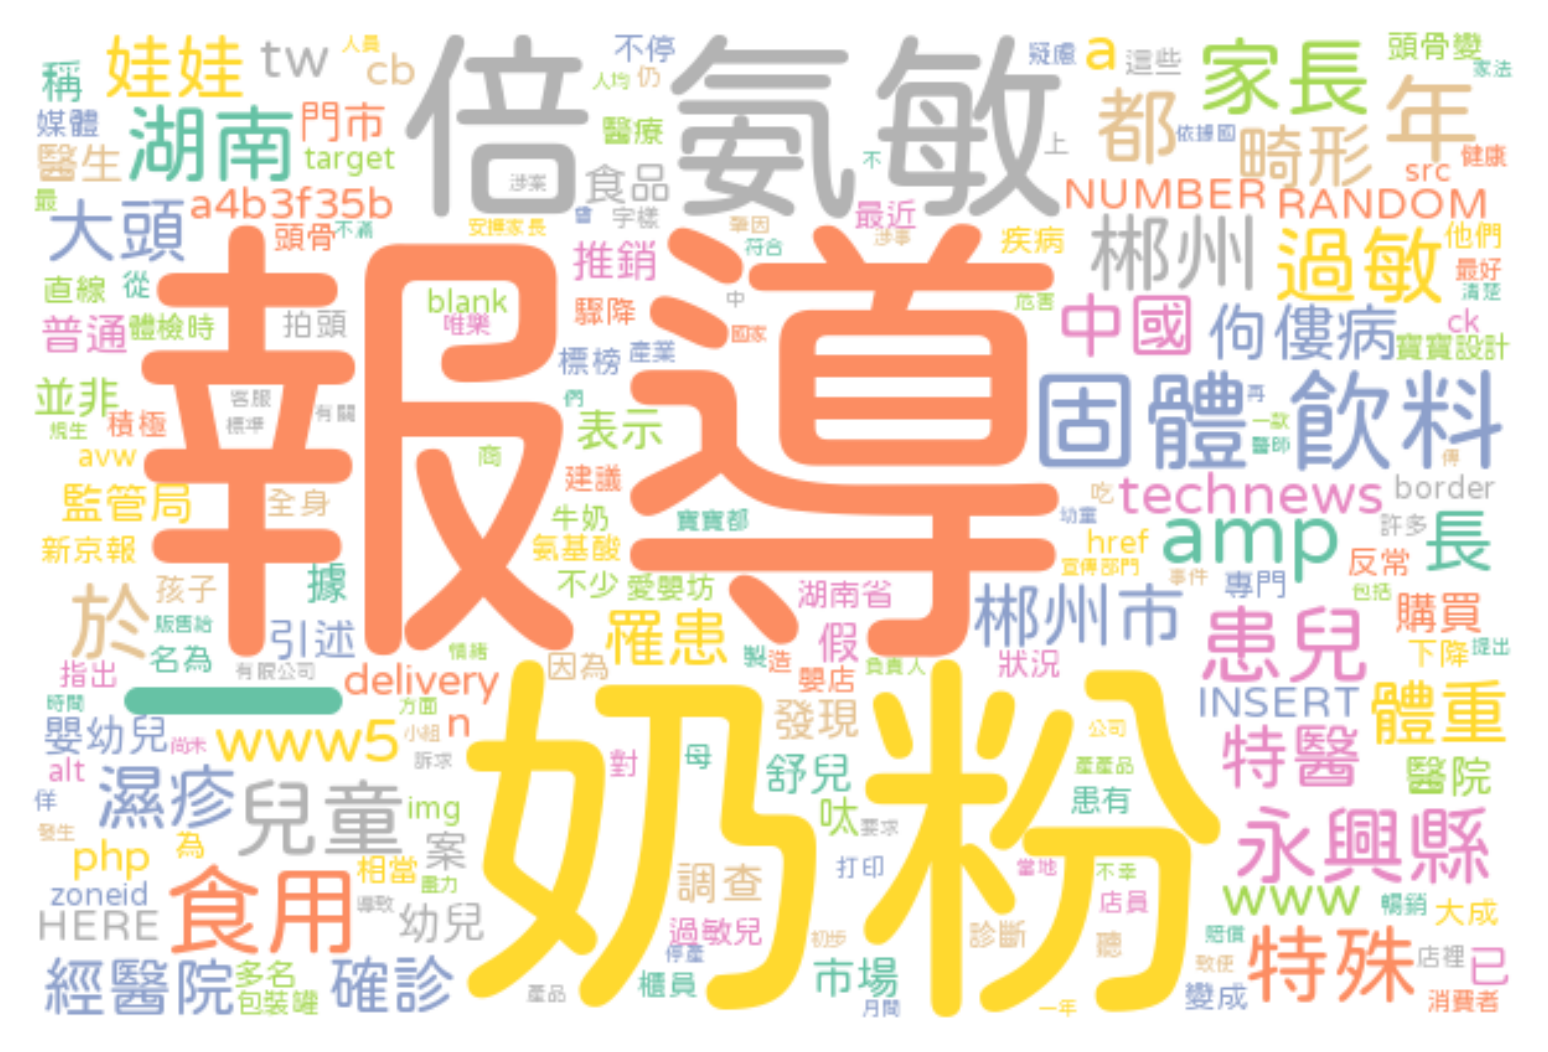 稱 娃娃 tw 人員 cb 倍氨敏 不停 人均 仍 疑慮 a 這些 家長 頭骨變 家法
媒體 湖南 門市 醫療 都 依據國 年
醫生 target 涉案 食品 不 上 畸形 src 健康
最 大頭 a4b3f35b 曾 字樣 最近 NUMBER RANDOM
頭骨 不滿 安撫家長 肇因 涉事 郴州 過敏 他們
直線 從 推銷 符合 疾病 最好 清楚
報導
普通 體檢時 拍頭 blank 唯樂 驟降 中 國家 危害 中國 佝僂病 ck 寶寶設計
並非 客服 有關 標榜 產業 們 固體飲料 再 一款
規生 積極 標準 表示 醫師 傳
avw 商 建議 吃 technews border
監管局 全身 牛奶 寶寶都 幼童 amp 許多 長
新京報 氨基酸 href 宣傳部門 反常
於 孩子 據 不少 愛嬰坊 湖南省 事件 專門 包括
販售給 引述 罹患 假 郴州市 患兒 購買
名為 情緒 製造 負責人 下降 提出
指出 有限公司 delivery 因為 嬰店 狀況
一 奶粉
時間 方面 INSERT 體重
嬰幼兒 尚未 www5 小組 n 發現 公司
alt 訴求 對 母 舒兒 產產品 特醫 醫院
佯 濕疹 兒童 img 呔 患有
發生 為 案 要求 永興縣
php 相當 盡力 調查 打印 當地 不幸
zoneid 食用 導致 店員 www 暢銷 大成
HERE 幼兒 過敏兒 初步 診斷 聽 賠償 特殊
經醫院 多名 確診 停產 市場 致使 店裡 已
包裝罐 產品 櫃員 月間 一年 變成 消費者